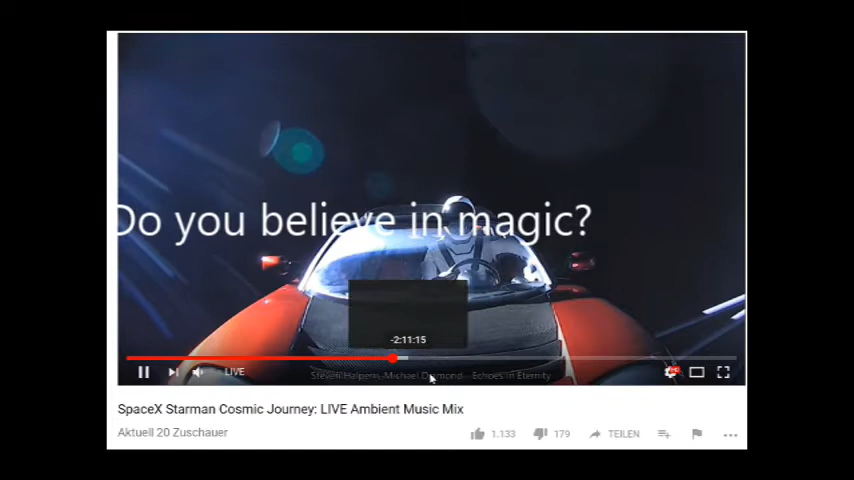 Do you believe in magic?
-2:11:15
LIVE
Steven Halpern, Michael Diamond - Echoes in Eternity
SpaceX Starman Cosmic Journey: LIVE Ambient Music Mix
Aktuell 20 Zuschauer
1.133
179
TEILEN